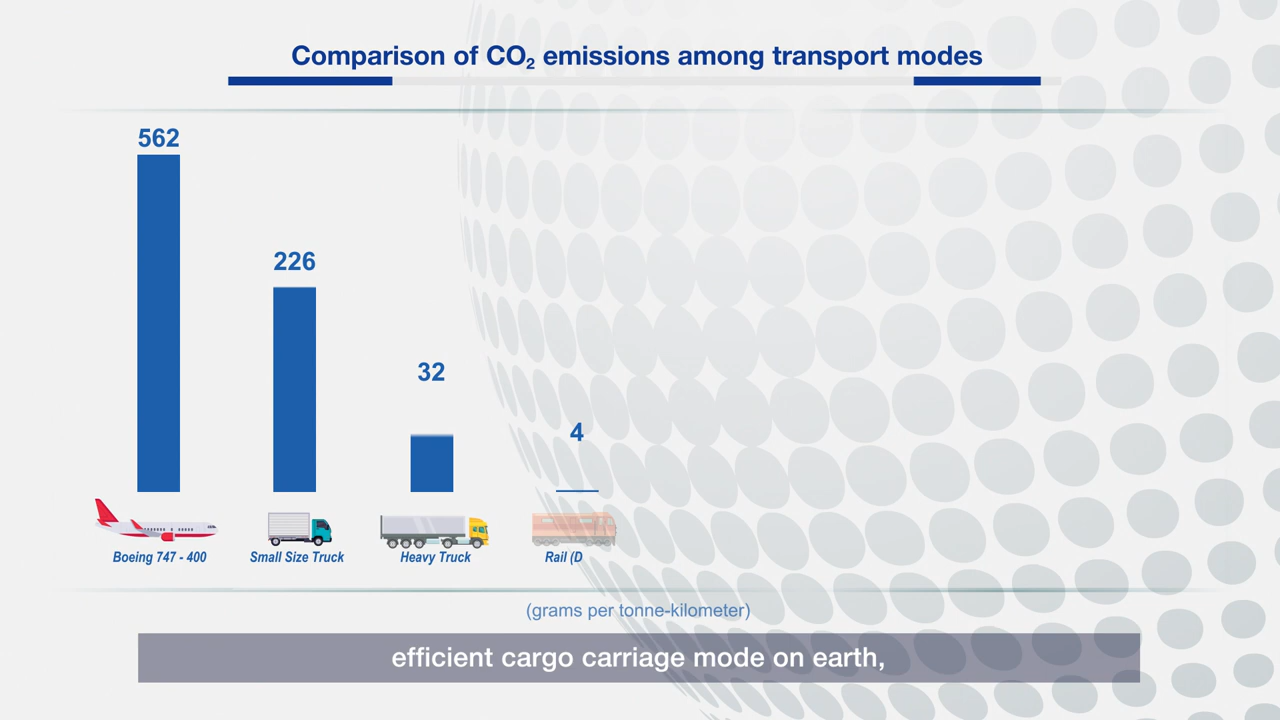 Comparison of CO₂ emissions among transport modes
562
226
32
4
Boeing 747 - 400
Small Size Truck
Heavy Truck
Rail (D
(grams per tonne-kilometer)
efficient cargo carriage mode on earth,